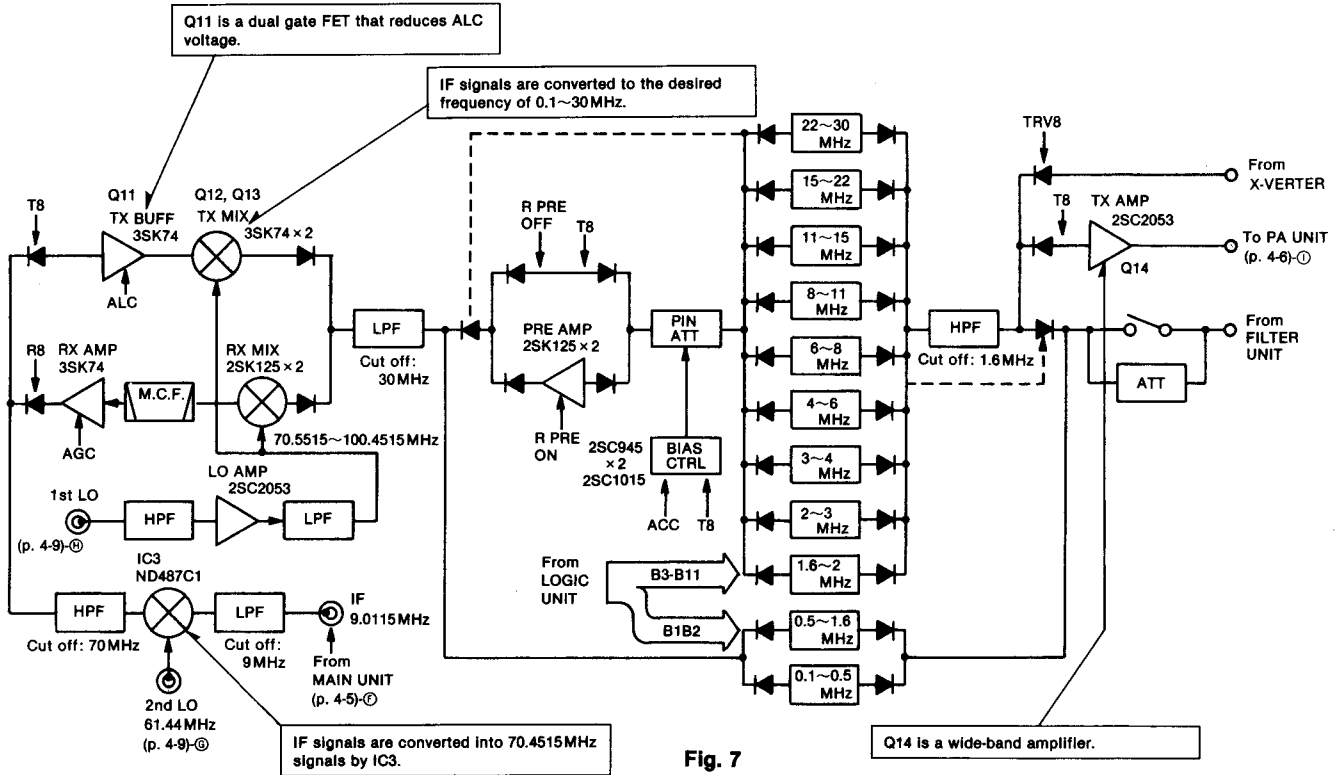 Q11 is a dual gate FET that reduces ALC
voltage.
IF signals are converted to the desired
frequency of 0.1~30MHz.
T8
Q11
TX BUFF
3SK74
ALC
Q12, Q13
TX MIX
3SK74×2
R8
RX AMP
3SK74
AGC
M.C.F.
RX MIX
2SK125×2
70.5515~100.4515MHz
LO AMP
2SC2053
1st LO
(p. 4-9)-Ⓗ
HPF
LPF
IC3
ND487C1
HPF
Cut off: 70MHz
LPF
Cut off:
9MHz
IF
9.0115MHz
From
MAIN UNIT
(p. 4-5)-Ⓕ
2nd LO
61.44MHz
(p. 4-9)-Ⓖ
IF signals are converted into 70.4515MHz
signals by IC3.
LPF
Cut off:
30MHz
R PRE
OFF
T8
PRE AMP
2SK125×2
R PRE
ON
PIN
ATT
2SC945
×2
2SC1015
BIAS
CTRL
ACC
T8
From
LOGIC
UNIT
B3-B11
B1B2
22~30
MHz
15~22
MHz
11~15
MHz
8~11
MHz
6~8
MHz
4~6
MHz
3~4
MHz
2~3
MHz
1.6~2
MHz
0.5~1.6
MHz
0.1~0.5
MHz
HPF
Cut off: 1.6MHz
TRV8
From
X-VERTER
T8
TX AMP
2SC2053
Q14
To PA UNIT
(p. 4-6)-Ⓘ
From
FILTER
UNIT
ATT
Q14 is a wide-band amplifier.
Fig. 7